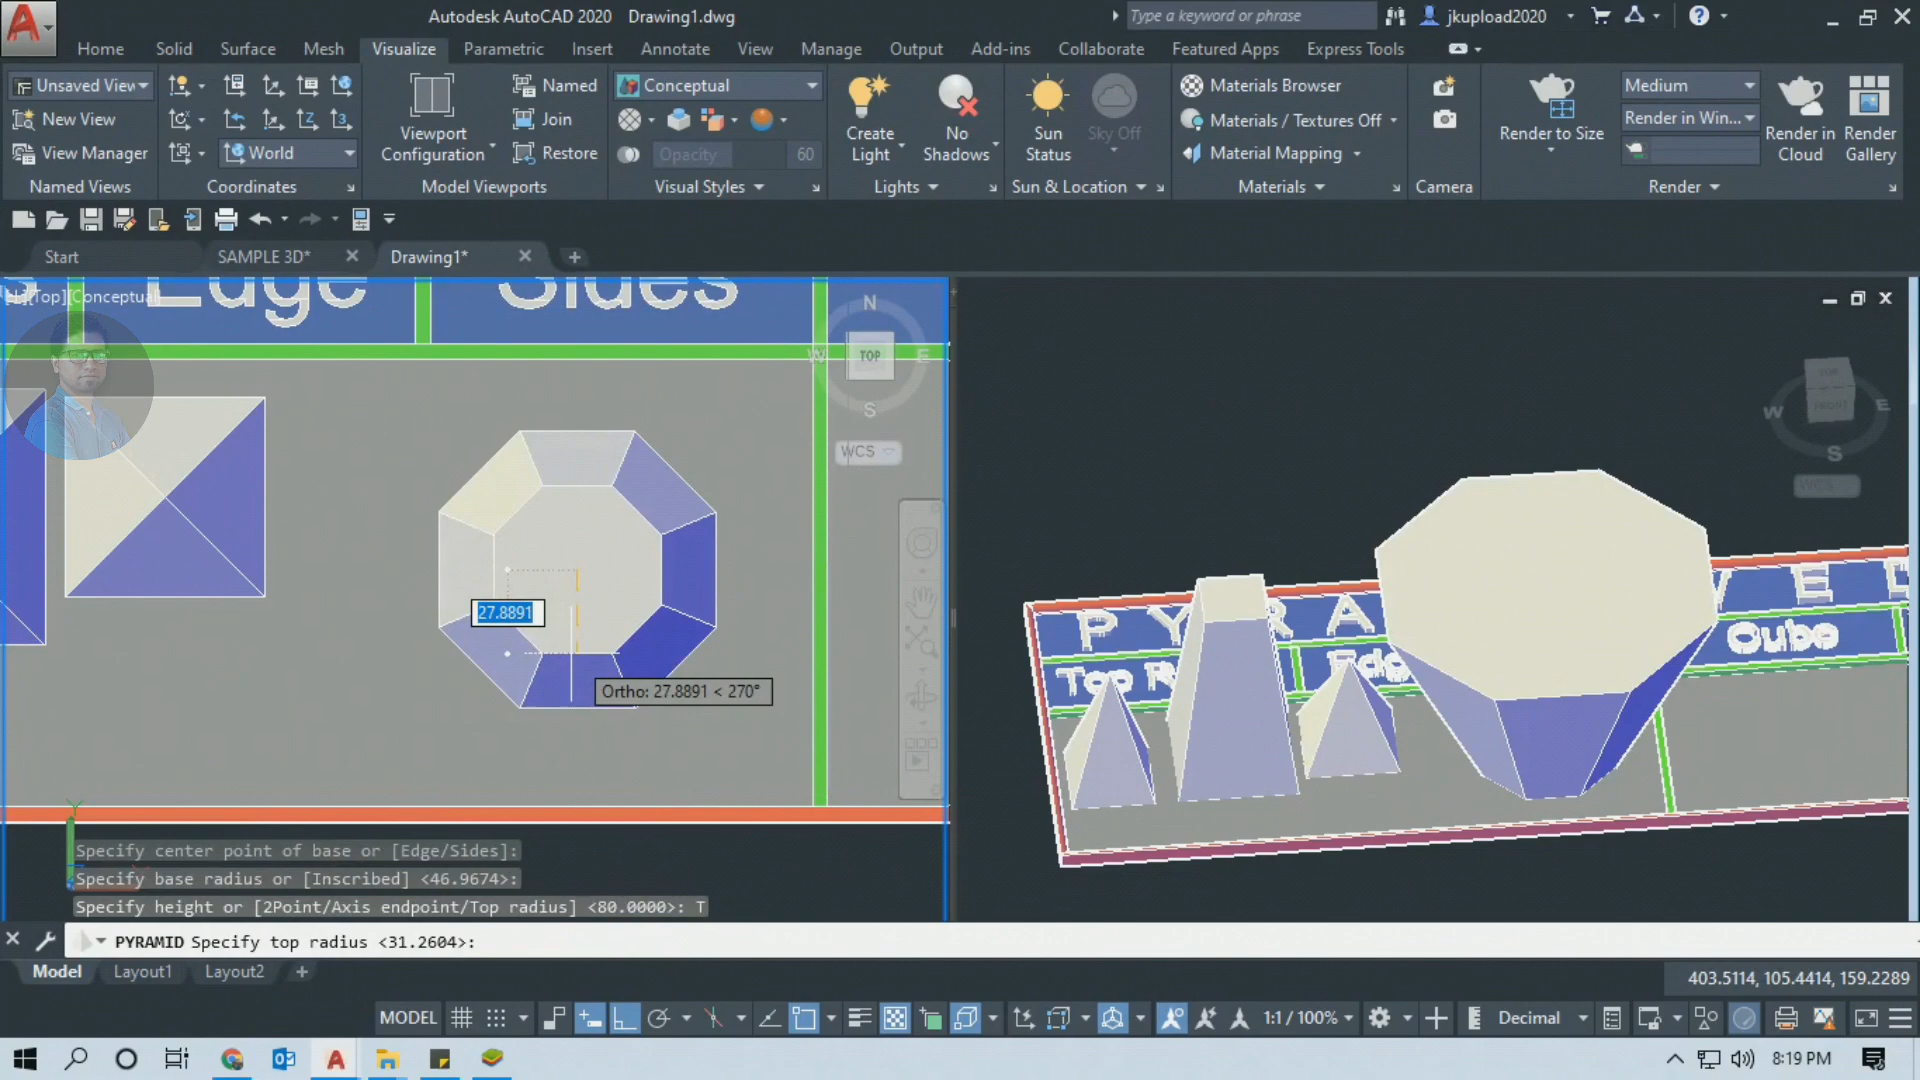 Autodesk AutoCAD 2020 Drawing1.dwg
Type a keyword or phrase
jkupload2020
Home Solid Surface Mesh Visualize Parametric Insert Annotate View Manage Output Add-ins Collaborate Featured Apps Express Tools
Unsaved View
New View
View Manager
Named Views
World
Coordinates
Viewport
Configuration
Named
Join
Restore
Model Viewports
Conceptual
Opacity 60
Visual Styles
Create
Light
No
Shadows
Lights
Sun
Status
Sky Off
Sun & Location
Materials Browser
Materials / Textures Off
Material Mapping
Materials
Camera
Render to Size
Medium
Render in Win...
Render in
Cloud
Render
Gallery
Render
Start SAMPLE 3D* Drawing1*
[-][Top][Conceptual]
Edge Sides
N
W TOP E
S
WCS
27.8891
Ortho: 27.8891 < 270°
TOP
FRONT
W E
S
WCS
P Y R A
Top R Edg Cube
Y
Specify center point of base or [Edge/Sides]:
Specify base radius or [Inscribed] <46.9674>:
Specify height or [2Point/Axis endpoint/Top radius] <80.0000>: T
PYRAMID Specify top radius <31.2604>:
Model Layout1 Layout2
403.5114, 105.4414, 159.2289
MODEL 1:1 / 100% Decimal
8:19 PM